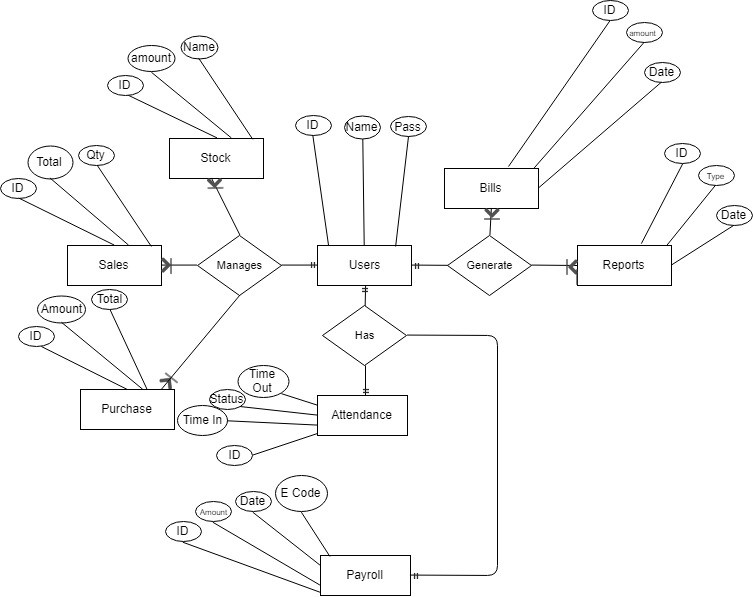 ID
amount
Name
amount
ID
Date
ID
Name
Pass
Stock
Qty
Total
ID
ID
Type
Date
Bills
Sales
Manages
Users
Generate
Reports
Total
Amount
ID
Has
Purchase
Time
Out
Status
Time In
Attendance
ID
E Code
Date
Amount
ID
Payroll